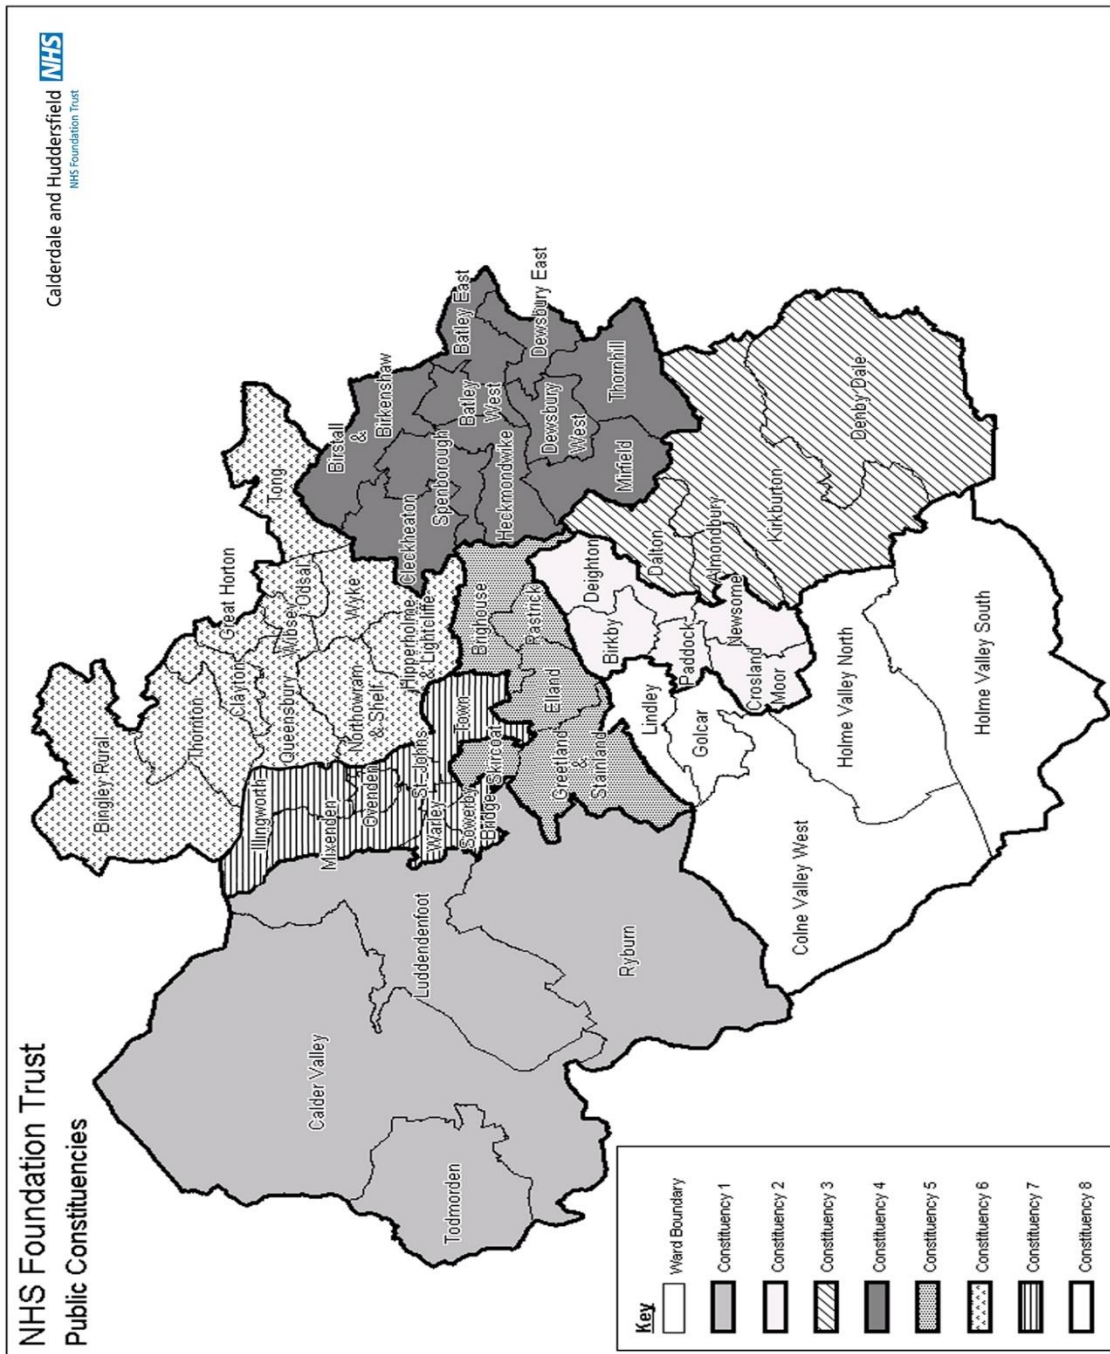 NHS Foundation Trust
Public Constituencies
Calderdale and Huddersfield NHS
NHS Foundation Trust
Bingley Rural
Thornton
Clayton
Great Horton
Queensbury
Wibsey
Odsal
Tong
Wyke
Northowram
& Shelf
Hipperholme
& Lightcliffe
Illingworth
Mixenden
Ovenden
St. Johns
Warley
Town
Sowerby
Bridge
Skircoat
Calder Valley
Todmorden
Luddendenfoot
Ryburn
Birstall
&
Birkenshaw
Cleckheaton
Spenborough
Heckmondwike
Batley East
Batley
West
Dewsbury East
Dewsbury
West
Thornhill
Mirfield
Brighouse
Rastrick
Elland
Greetland
&
Stainland
Deighton
Birkby
Paddock
Newsome
Crosland
Moor
Dalton
Almondbury
Kirkburton
Denby Dale
Lindley
Golcar
Colne Valley West
Holme Valley North
Holme Valley South
Key
Ward Boundary
Constituency 1
Constituency 2
Constituency 3
Constituency 4
Constituency 5
Constituency 6
Constituency 7
Constituency 8